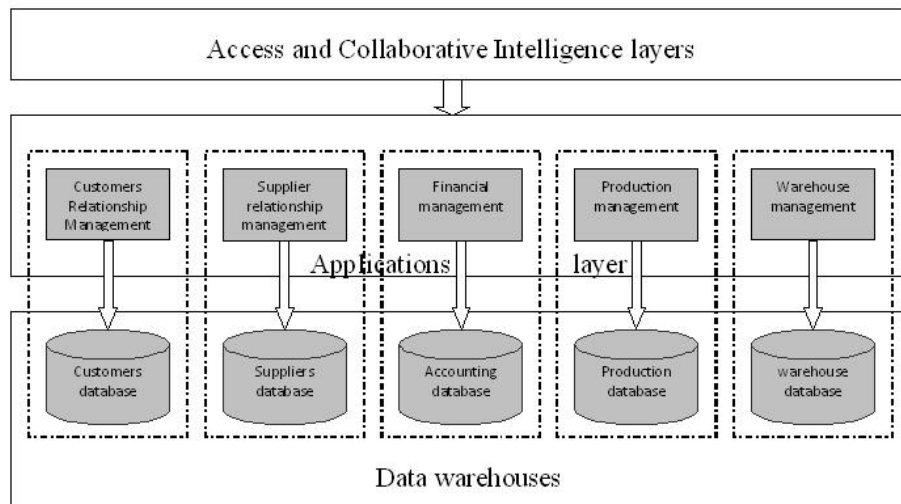 Access and Collaborative Intelligence layers
Customers
Relationship
Management
Supplier
relationship
management
Financial
management
Production
management
Warehouse
management
Applications layer
Customers
database
Suppliers
database
Accounting
database
Production
database
warehouse
database
Data warehouses